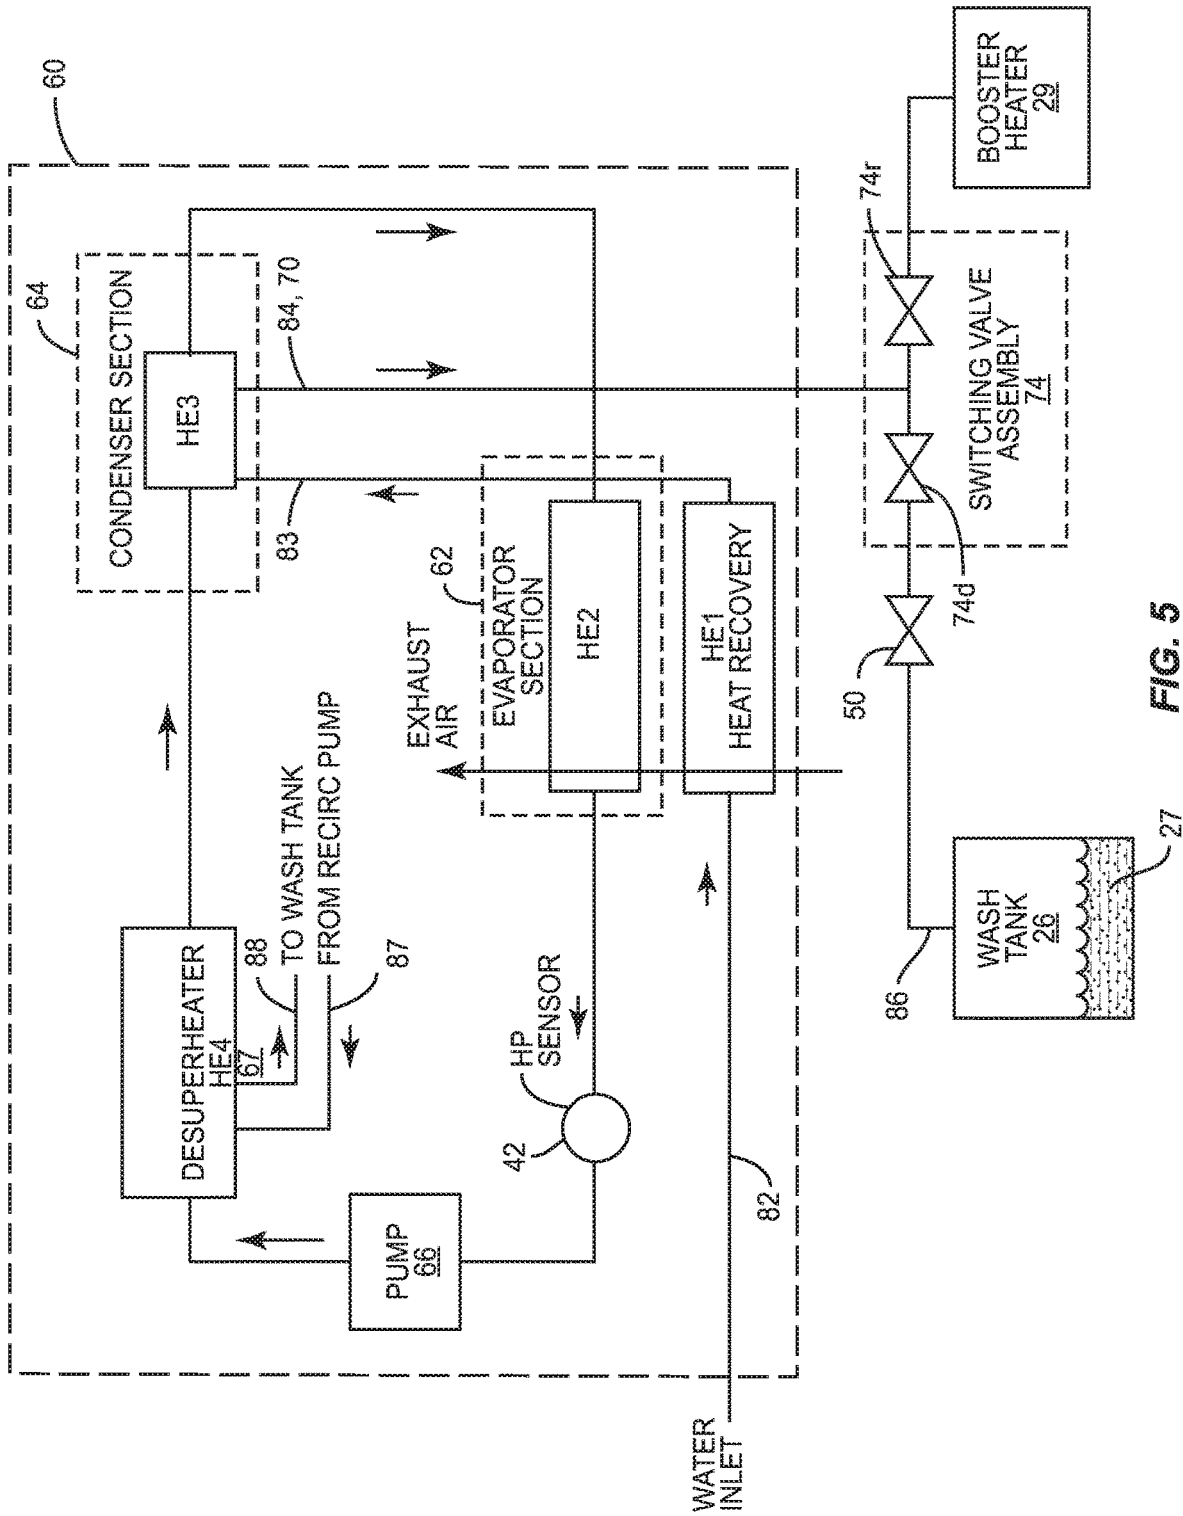 60
64
CONDENSER SECTION
HE3
84, 70
83
DESUPERHEATER
HE4
67
88
TO WASH TANK
FROM RECIRC PUMP
87
EXHAUST
AIR
62
EVAPORATOR
SECTION
HE2
HE1
HEAT RECOVERY
PUMP
66
42
HP
SENSOR
82
WATER
INLET
WASH
TANK
26
27
86
50
74d
74r
SWITCHING VALVE
ASSEMBLY
74
BOOSTER
HEATER
29
FIG. 5